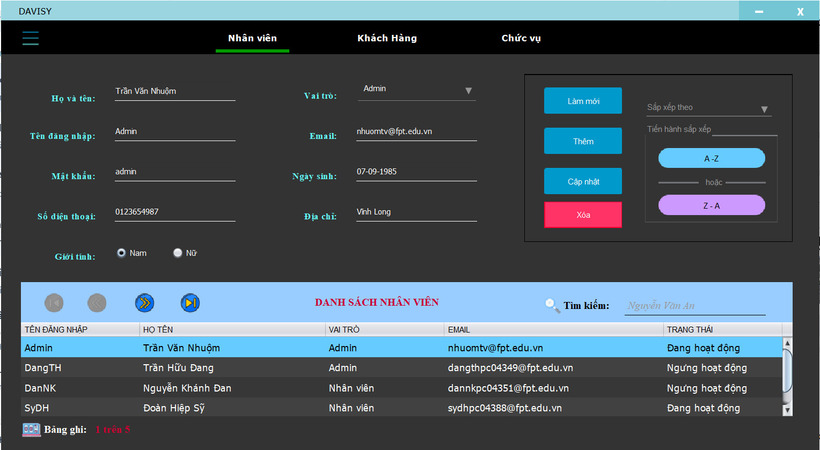 DAVISY
Nhân viên Khách Hàng Chức vụ
Họ và tên: Trần Văn Nhuộm Vai trò: Admin
Làm mới Sắp xếp theo
Tên đăng nhập: Admin Email: nhuomtv@fpt.edu.vn
Thêm Tiến hành sắp xếp
A -Z
Mật khẩu: admin Ngày sinh: 07-09-1985
Cập nhật hoặc
Số điện thoại: 0123654987 Địa chỉ: Vĩnh Long
Xóa Z - A
Giới tính: Nam Nữ
DANH SÁCH NHÂN VIÊN Tìm kiếm: Nguyễn Văn An
TÊN ĐĂNG NHẬP HỌ TÊN VAI TRÒ EMAIL TRẠNG THÁI
Admin Trần Văn Nhuộm Admin nhuomtv@fpt.edu.vn Đang hoạt động
DangTH Trần Hữu Đang Admin dangthpc04349@fpt.edu.vn Ngưng hoạt động
DanNK Nguyễn Khánh Đan Nhân viên dannkpc04351@fpt.edu.vn Ngưng hoạt động
SyDH Đoàn Hiệp Sỹ Nhân viên sydhpc04388@fpt.edu.vn Đang hoạt động
Bảng ghi: 1 trên 5